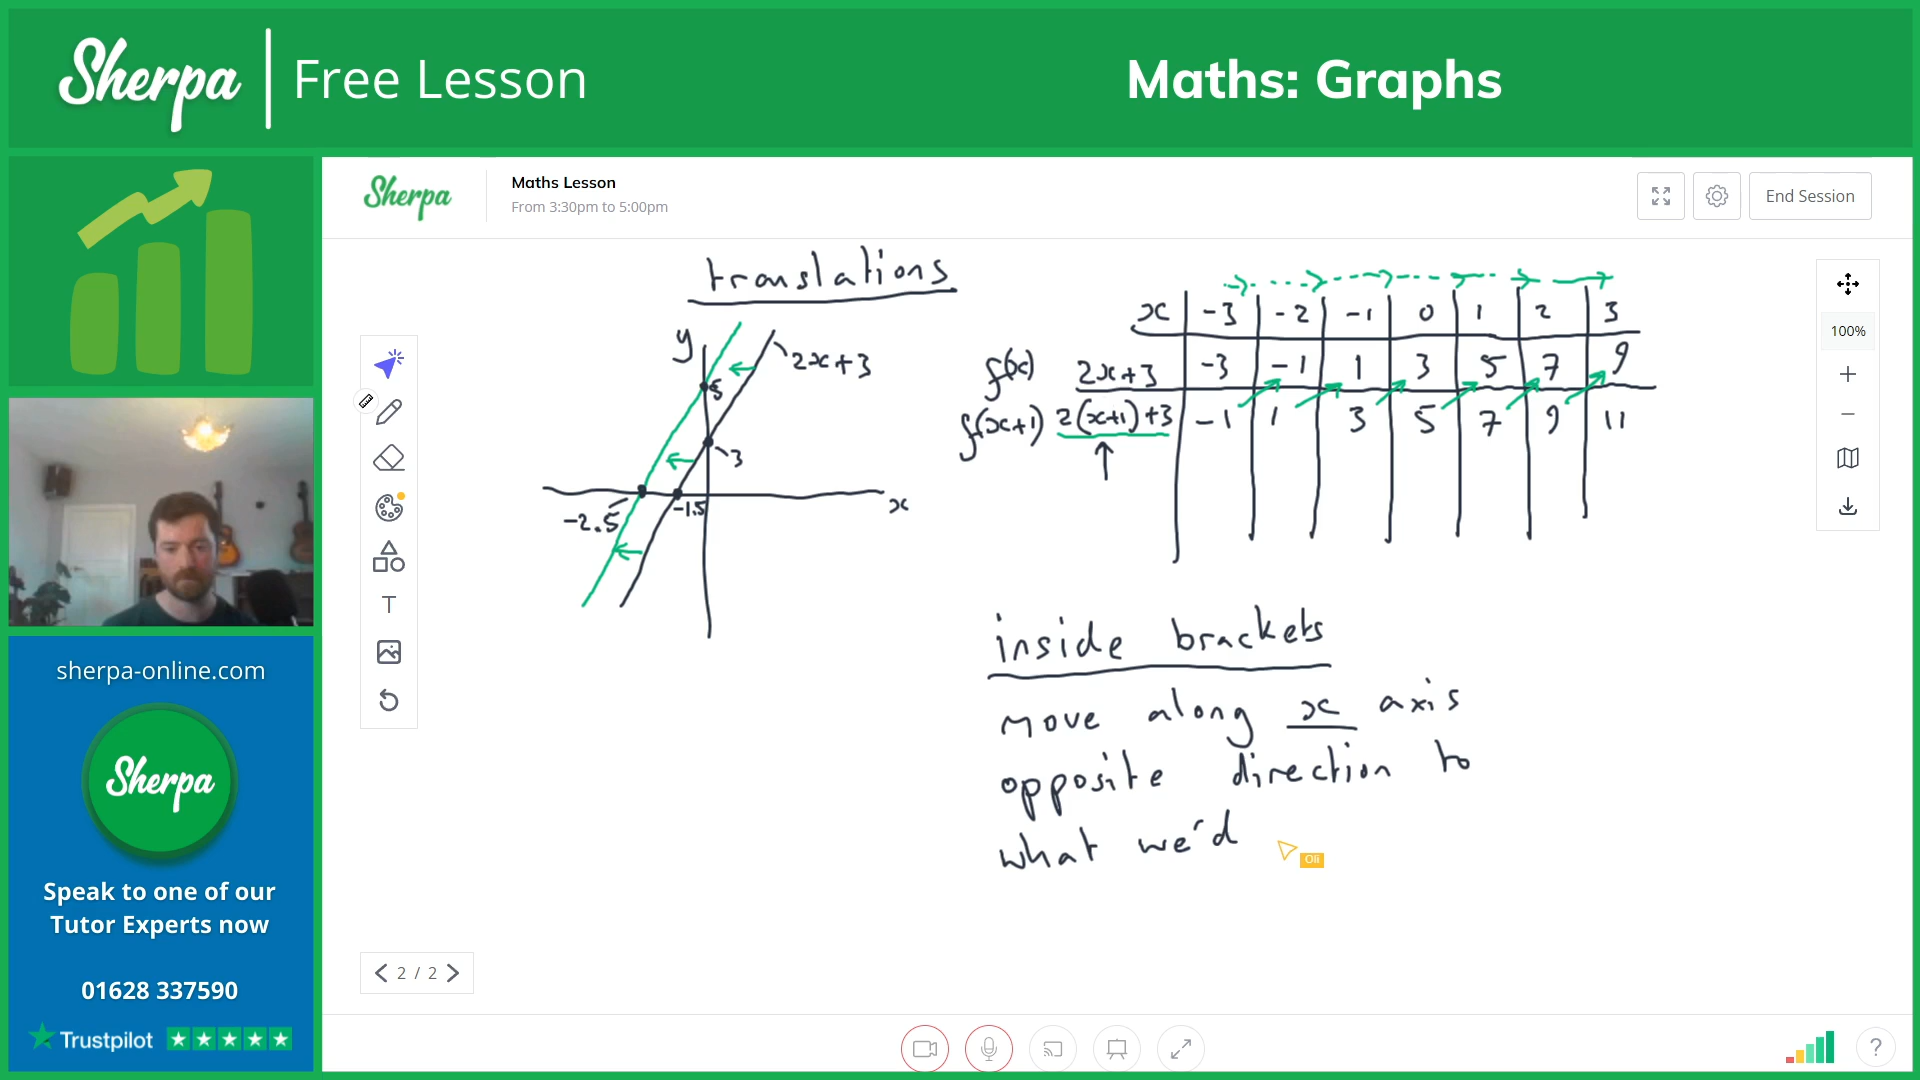 Sherpa | Free Lesson
Maths: Graphs
Sherpa
Maths Lesson
From 3:30pm to 5:00pm
End Session
translations
y
2x+3
5
3
-1.5
-2.5
x
x | -3 | -2 | -1 | 0 | 1 | 2 | 3
f(x) 2x+3 | -3 | -1 | 1 | 3 | 5 | 7 | 9
f(x+1) 2(x+1)+3 | -1 | 1 | 3 | 5 | 7 | 9 | 11
inside brackets
move along x axis
opposite direction to
what we'd
Oli
100%
T
2 / 2
?
sherpa-online.com
Sherpa
Speak to one of our
Tutor Experts now
01628 337590
Trustpilot